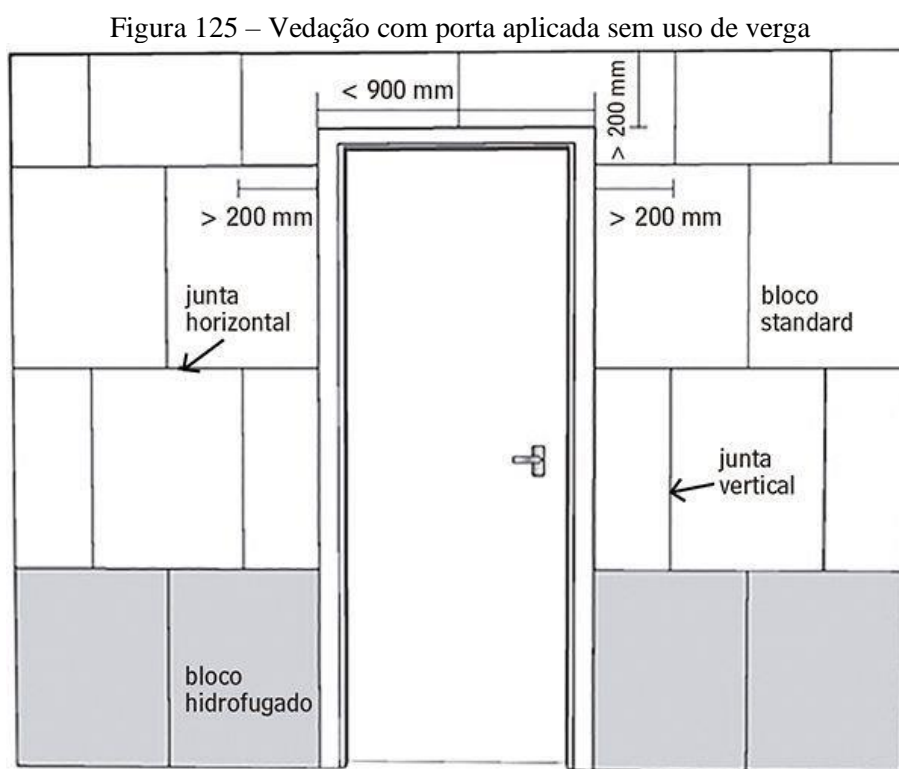 Figura 125 – Vedação com porta aplicada sem uso de verga
< 900 mm
> 200 mm
> 200 mm
> 200 mm
junta
horizontal
bloco
standard
junta
vertical
bloco
hidrofugado